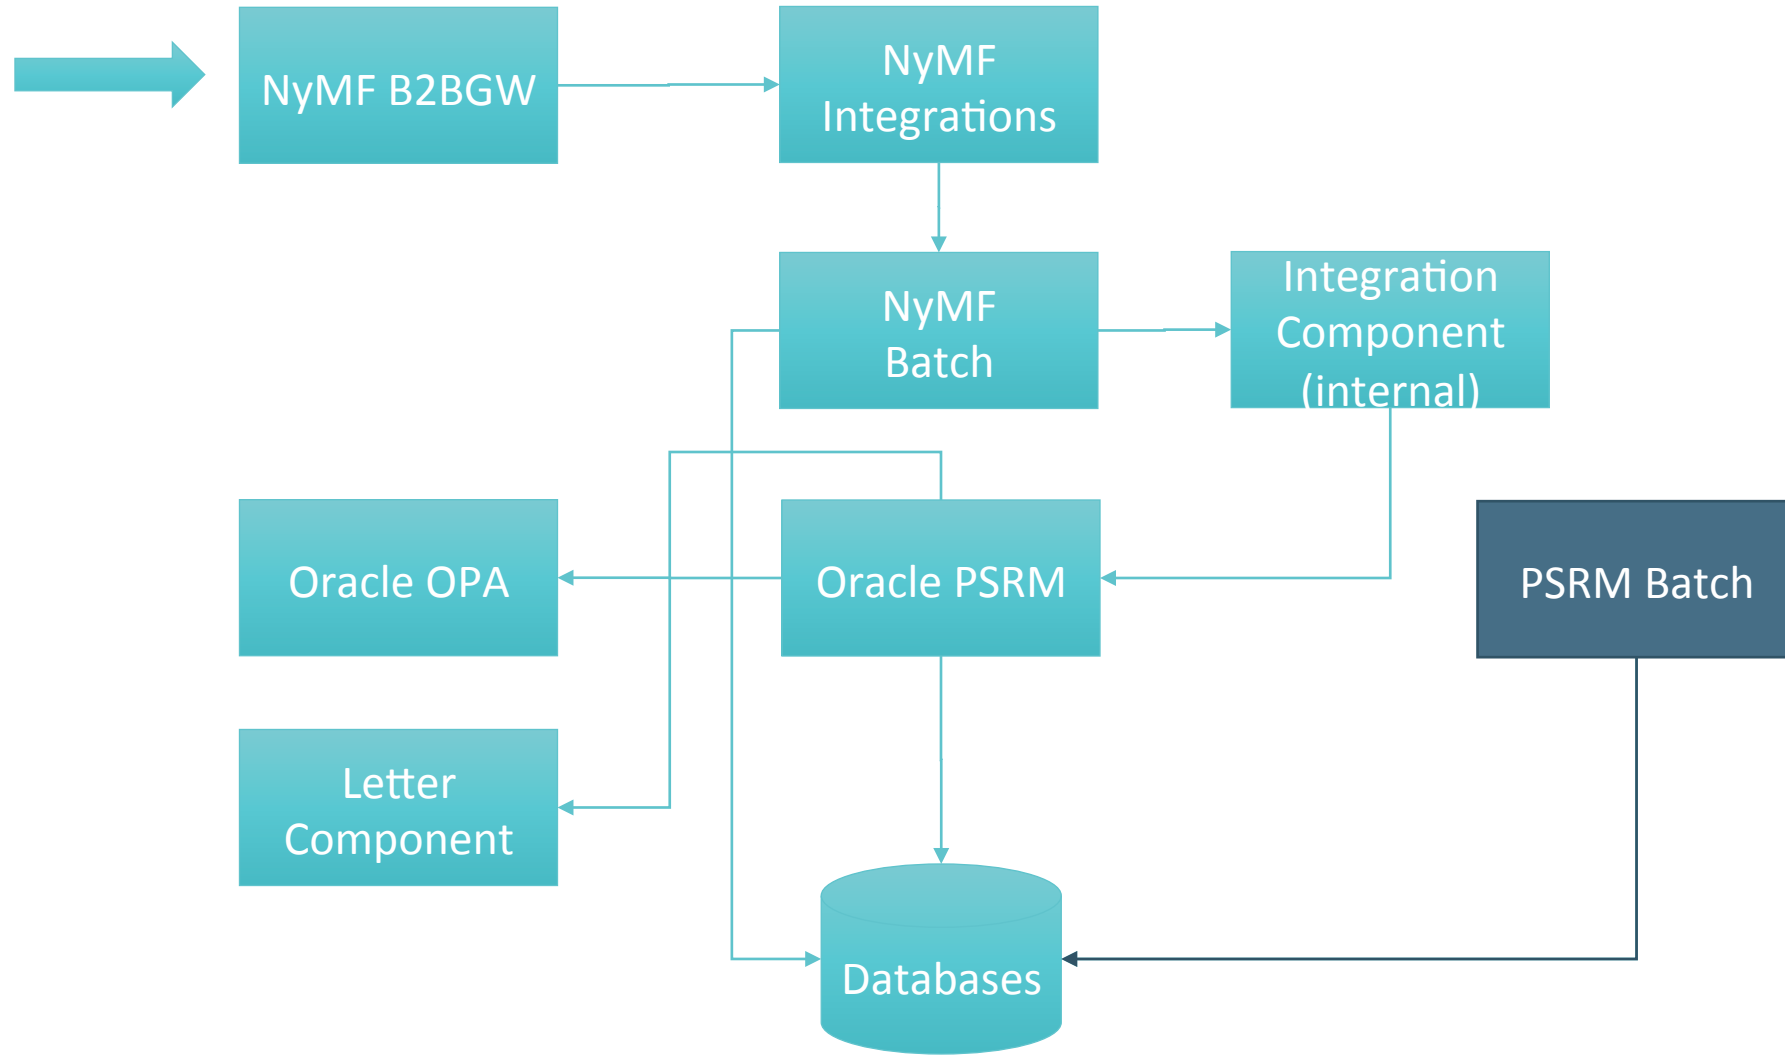 NyMF B2BGW
NyMF
Integrations
NyMF
Batch
Integration
Component
(internal)
Oracle OPA
Oracle PSRM
PSRM Batch
Letter
Component
Databases